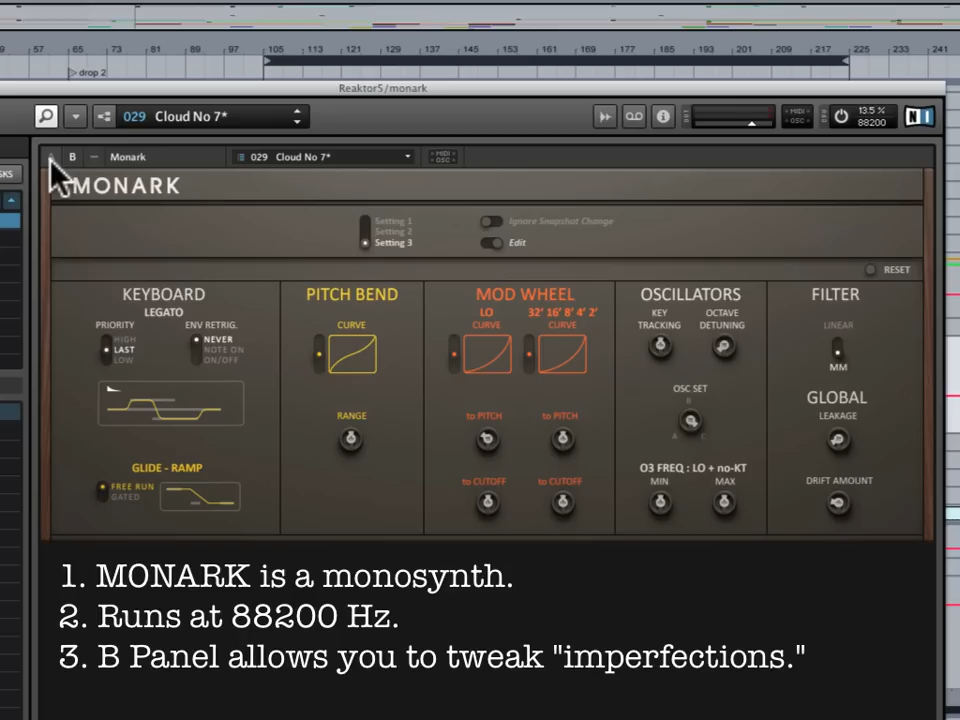 57 65 73 81 89 97 105 113 121 129 137 145 153 161 169 177 185 193 201 209 217 225 233 241
drop 2
Reaktor5/monark
029 Cloud No 7*
MIDI
OSC
13.5 %
88200
B Monark
029 Cloud No 7*
MIDI
OSC
SKS
MONARK
Setting 1
Setting 2
Setting 3
Ignore Snapshot Change
Edit
RESET
KEYBOARD
LEGATO
PRIORITY
HIGH
LAST
LOW
ENV RETRIG.
NEVER
NOTE ON
ON/OFF
GLIDE - RAMP
FREE RUN
GATED
PITCH BEND
CURVE
RANGE
MOD WHEEL
LO 32' 16' 8' 4' 2'
CURVE CURVE
to PITCH to PITCH
to CUTOFF to CUTOFF
OSCILLATORS
KEY TRACKING
OCTAVE DETUNING
OSC SET
B
A C
O3 FREQ : LO + no-KT
MIN MAX
FILTER
LINEAR
MM
GLOBAL
LEAKAGE
DRIFT AMOUNT
1. MONARK is a monosynth.
2. Runs at 88200 Hz.
3. B Panel allows you to tweak "imperfections."